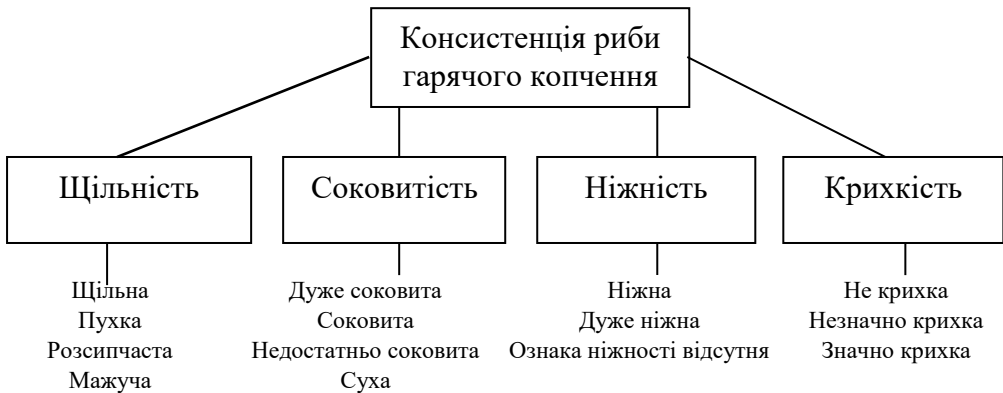 Консистенція риби
гарячого копчення
Щільність
Соковитість
Ніжність
Крихкість
Щільна
Пухка
Розсипчаста
Мажуча
Дуже соковита
Соковита
Недостатньо соковита
Суха
Ніжна
Дуже ніжна
Ознака ніжності відсутня
Не крихка
Незначно крихка
Значно крихка